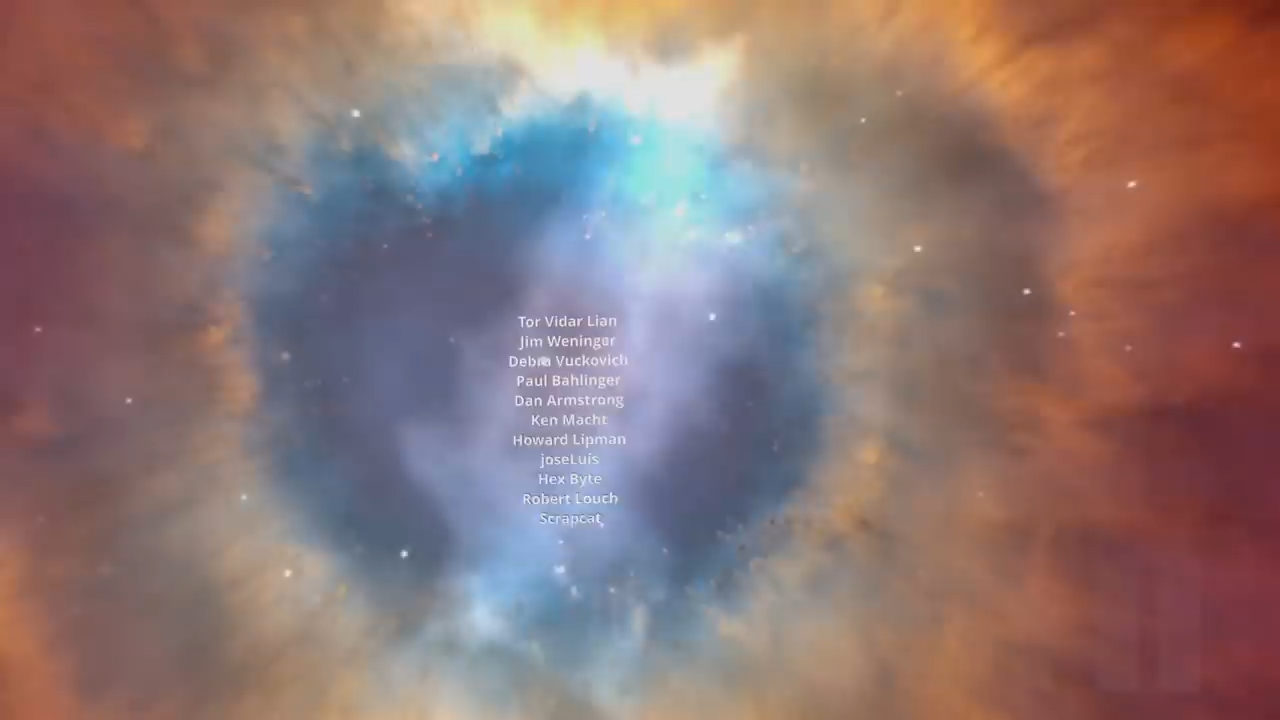 Tor Vidar Lian
Jim Weninger
Debra Vuckovich
Paul Bahlinger
Dan Armstrong
Ken Macht
Howard Lipman
joseLuis
Hex Byte
Robert Louch
Scrapcat